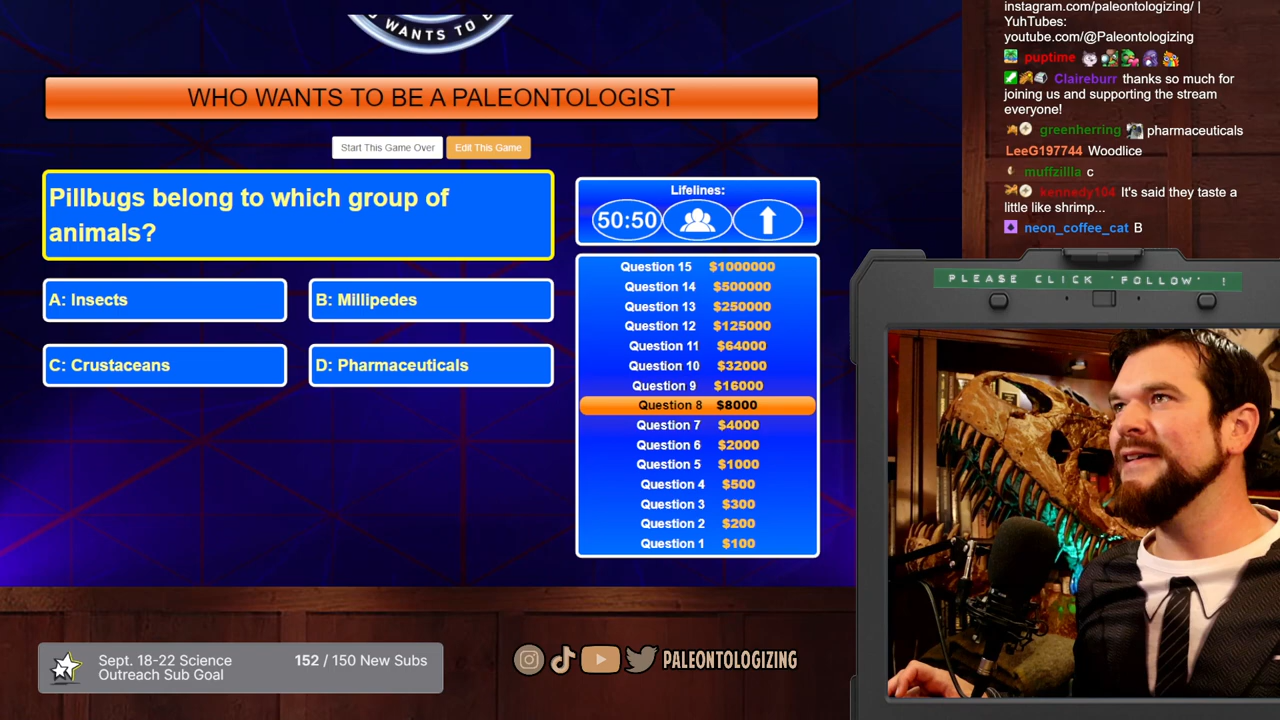 WANTS TO
WHO WANTS TO BE A PALEONTOLOGIST
Start This Game Over
Edit This Game
Pillbugs belong to which group of
animals?
A: Insects
B: Millipedes
C: Crustaceans
D: Pharmaceuticals
Lifelines:
50:50
Question 15 $1000000
Question 14 $500000
Question 13 $250000
Question 12 $125000
Question 11 $64000
Question 10 $32000
Question 9 $16000
Question 8 $8000
Question 7 $4000
Question 6 $2000
Question 5 $1000
Question 4 $500
Question 3 $300
Question 2 $200
Question 1 $100
instagram.com/paleontologizing/ |
YuhTubes:
youtube.com/@Paleontologizing
puptime
Claireburr thanks so much for
joining us and supporting the stream
everyone!
greenherring pharmaceuticals
LeeG197744 Woodlice
muffzillla c
kennedy104 It's said they taste a
little like shrimp...
neon_coffee_cat B
PLEASE CLICK 'FOLLOW' !
Sept. 18-22 Science
Outreach Sub Goal
152 / 150 New Subs
PALEONTOLOGIZING